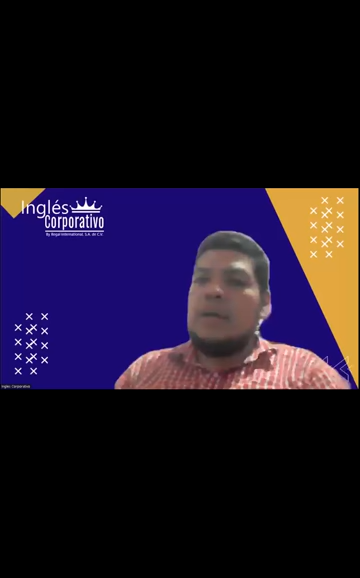 Inglés
Corporativo
By Royal International, S.A. de C.V.
Inglés Corporativo